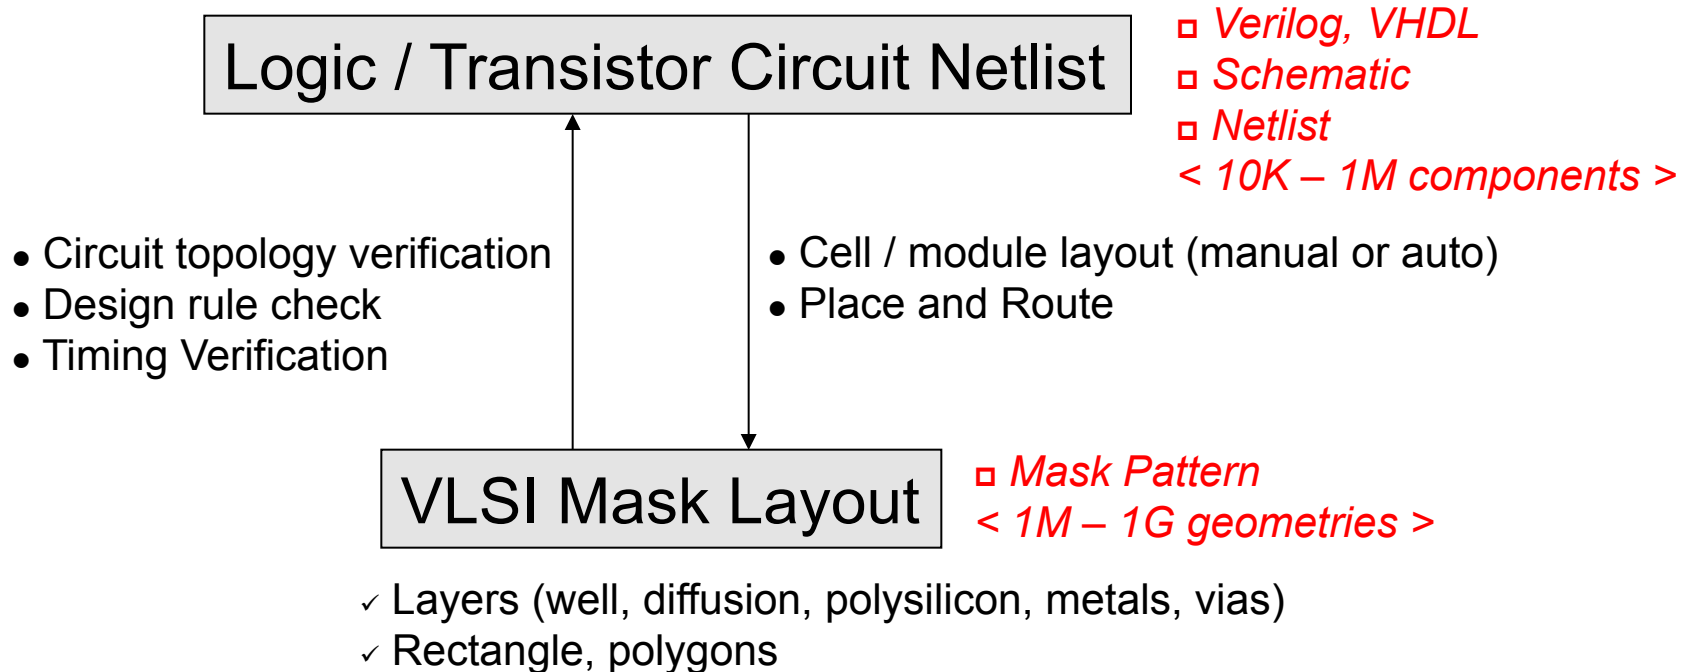 Logic / Transistor Circuit Netlist
Verilog, VHDL
Schematic
Netlist
< 10K – 1M components >
• Circuit topology verification
• Design rule check
• Timing Verification
• Cell / module layout (manual or auto)
• Place and Route
VLSI Mask Layout
Mask Pattern
< 1M – 1G geometries >
✓ Layers (well, diffusion, polysilicon, metals, vias)
✓ Rectangle, polygons